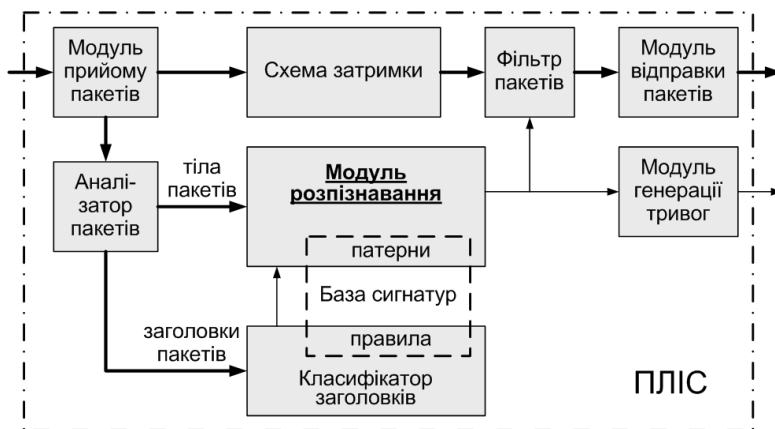 Модуль
прийому
пакетів
Схема затримки
Фільтр
пакетів
Модуль
відправки
пакетів
Аналі-
затор
пакетів
тіла
пакетів
Модуль
розпізнавання
патерни
Модуль
генерації
тривог
База сигнатур
заголовки
пакетів
правила
Класифікатор
заголовків
ПЛІС